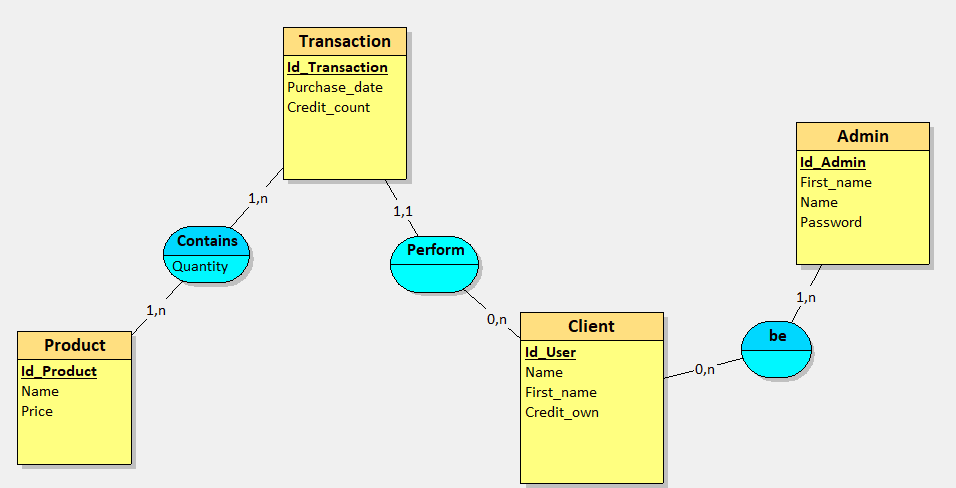 Transaction
Id_Transaction
Purchase_date
Credit_count
1,n
1,1
Contains
Quantity
Perform
1,n
0,n
Product
Id_Product
Name
Price
Client
Id_User
Name
First_name
Credit_own
Admin
Id_Admin
First_name
Name
Password
1,n
be
0,n